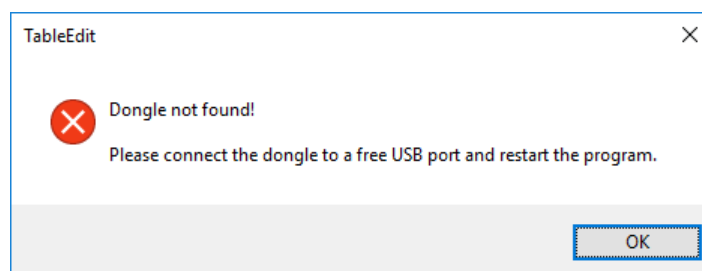 TableEdit
Dongle not found!
Please connect the dongle to a free USB port and restart the program.
OK